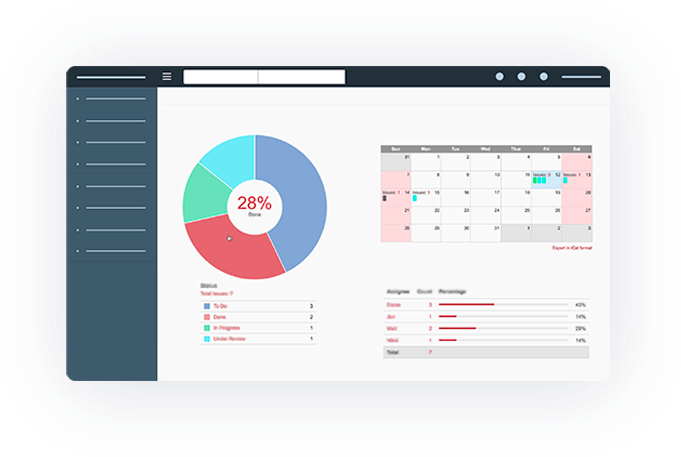 28%
Done
Status
Total Issues: 7
To Do 3
Done 2
In Progress 1
Under Review 1
Sun Mon Tue Wed Thur Fri Sat
31 1 2 3 4 5 6
7 8 9 10 11 Issues: 3 12 Issues: 1 13
Issues: 1 14 Issues: 1 15 16 17 18 19 20
21 22 23 24 25 26 27
28 29 30 31 1 2 3
Export in iCal format
Assignee Count Percentage
3 43%
Jon 1 14%
Matt 2 29%
Nikki 1 14%
Total 7